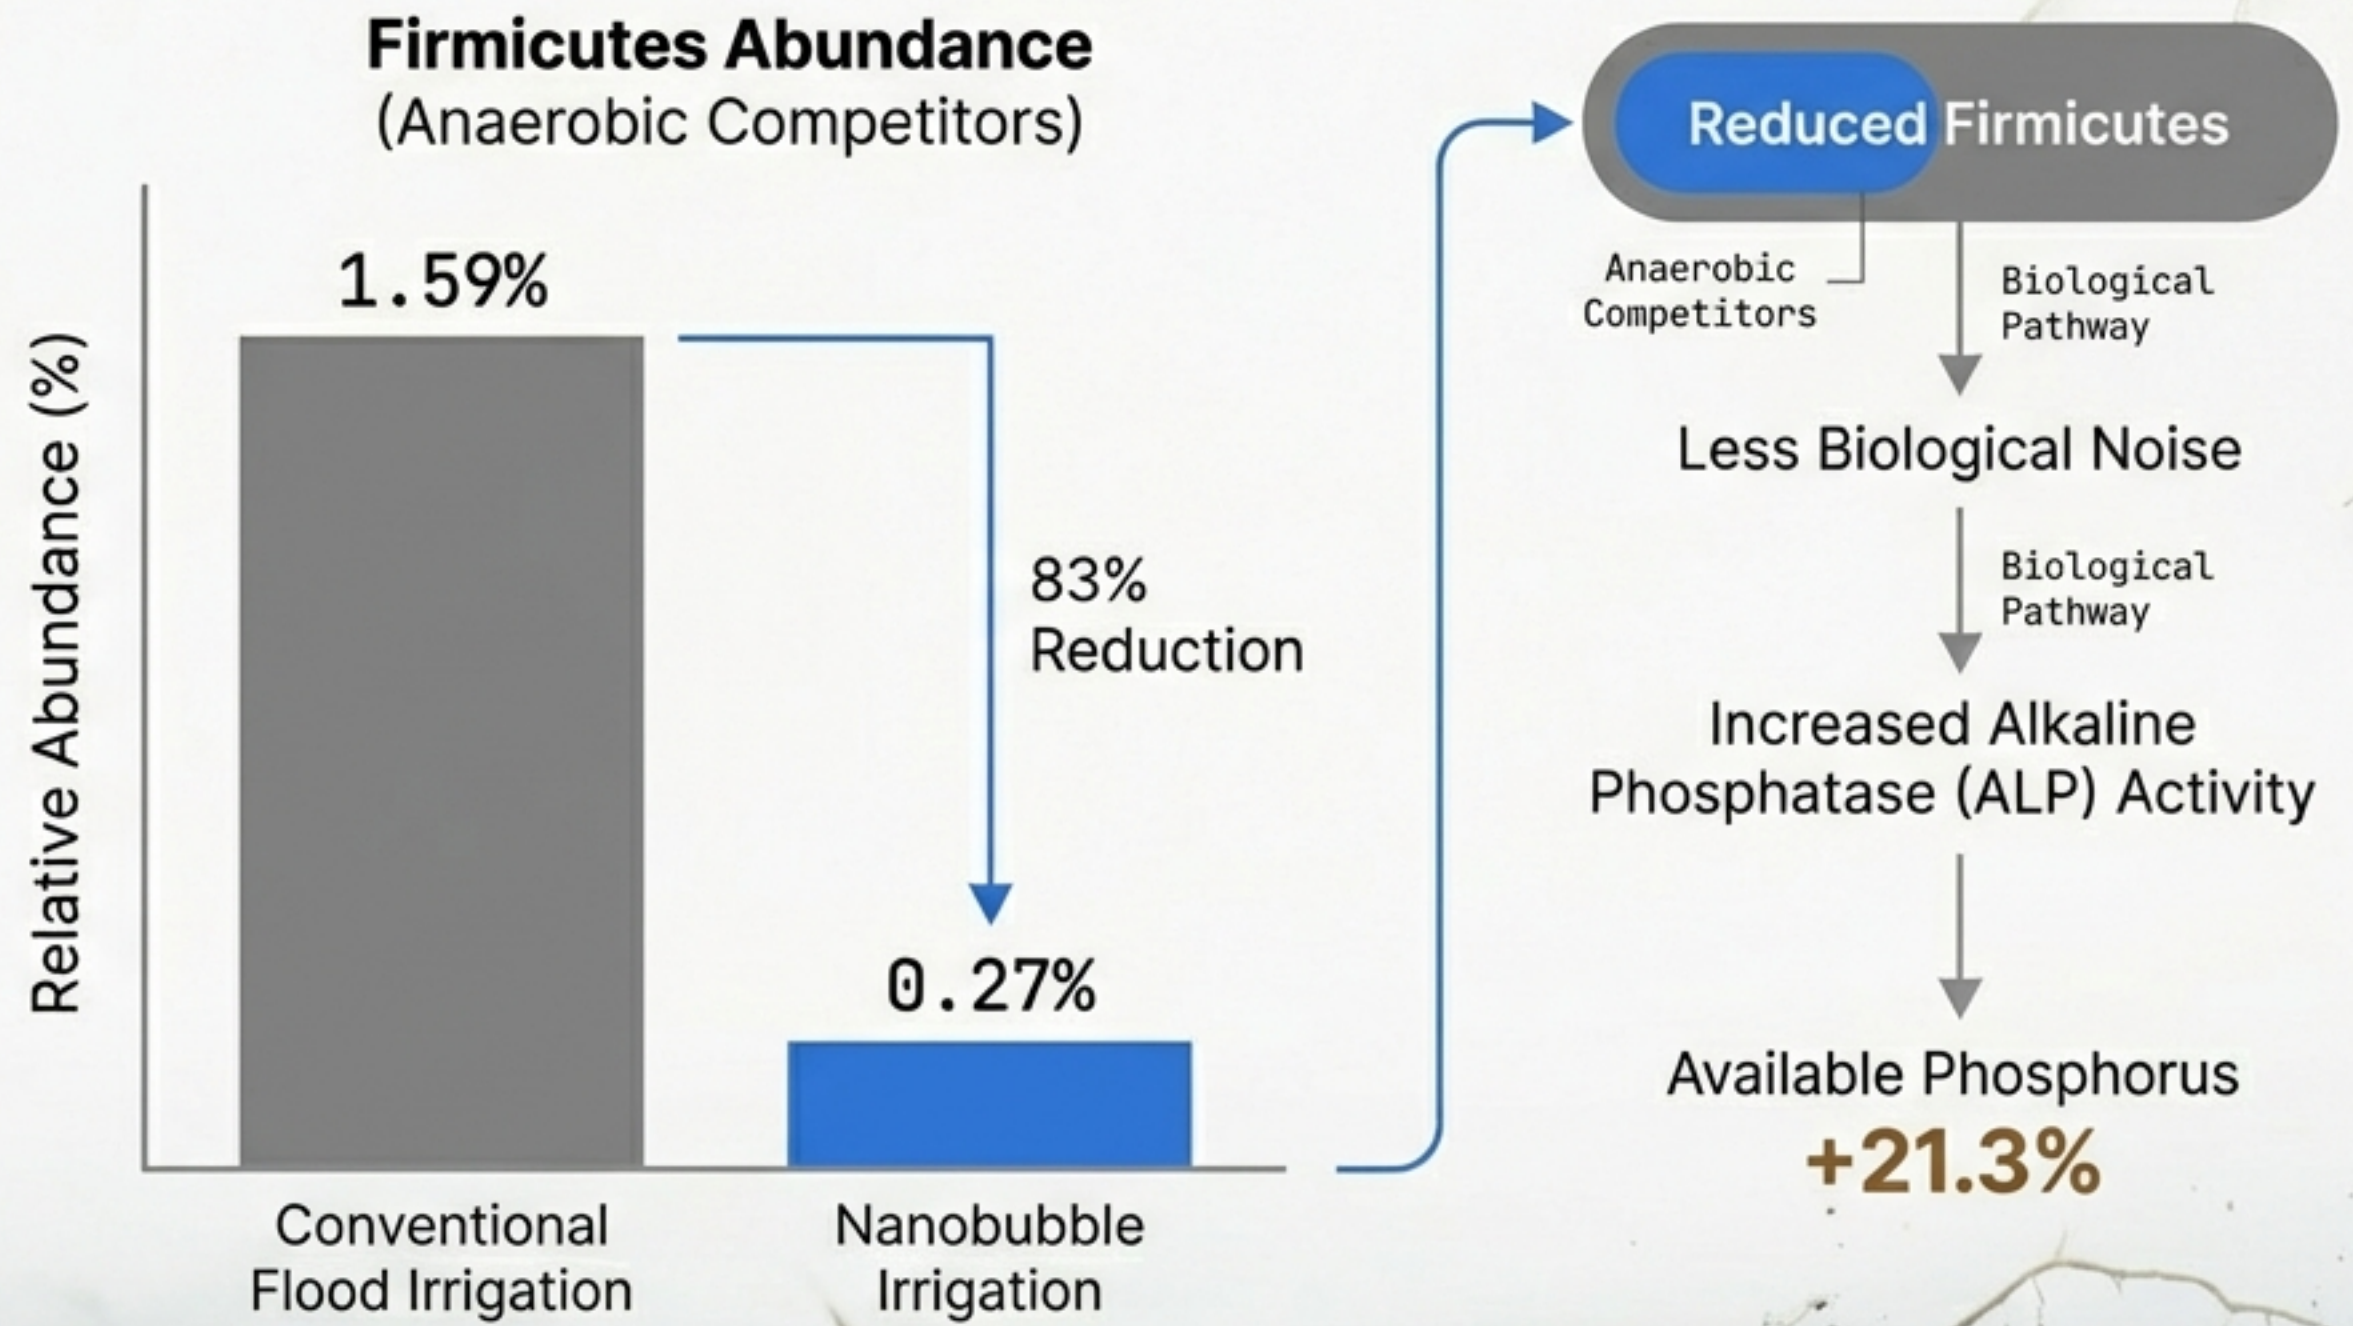 Firmicutes Abundance
(Anaerobic Competitors)
Relative Abundance (%)
1.59%
83%
Reduction
0.27%
Conventional
Flood Irrigation
Nanobubble
Irrigation
Reduced Firmicutes
Anaerobic
Competitors
Biological
Pathway
Less Biological Noise
Biological
Pathway
Increased Alkaline
Phosphatase (ALP) Activity
Available Phosphorus
+21.3%